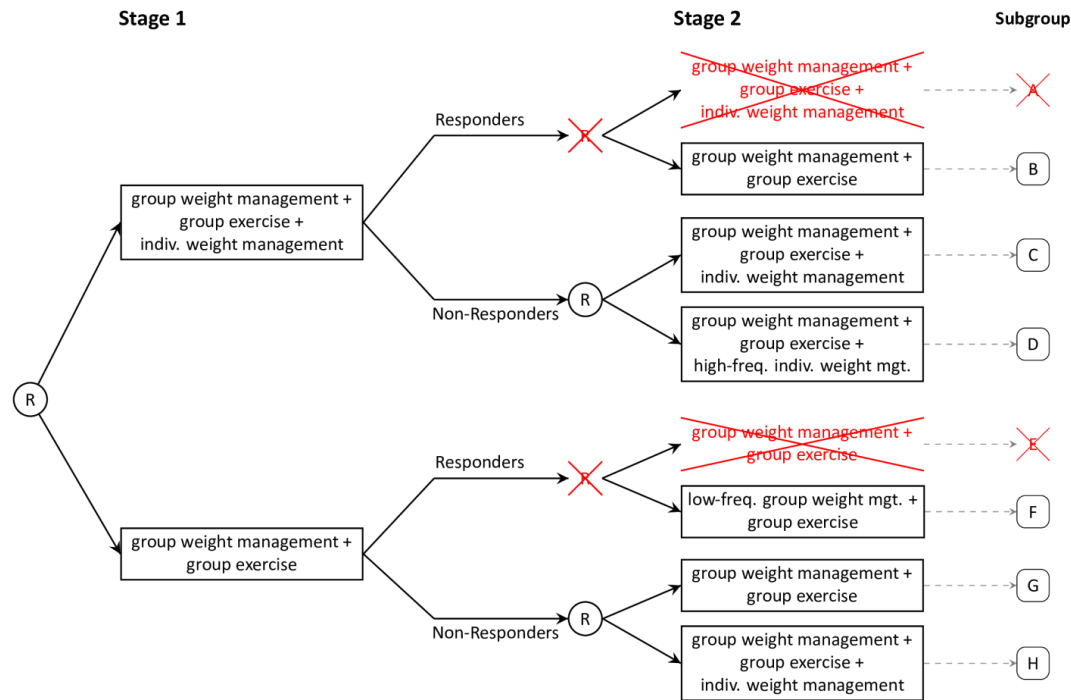 Stage 1
Stage 2
Subgroup
group weight management +
group exercise +
indiv. weight management
A
Responders
R
group weight management +
group exercise
B
group weight management +
group exercise +
indiv. weight management
group weight management +
group exercise +
indiv. weight management
C
Non-Responders
R
group weight management +
group exercise +
high-freq. indiv. weight mgt.
D
R
group weight management +
group exercise
E
Responders
R
low-freq. group weight mgt. +
group exercise
F
group weight management +
group exercise
group weight management +
group exercise
G
Non-Responders
R
group weight management +
group exercise +
indiv. weight management
H